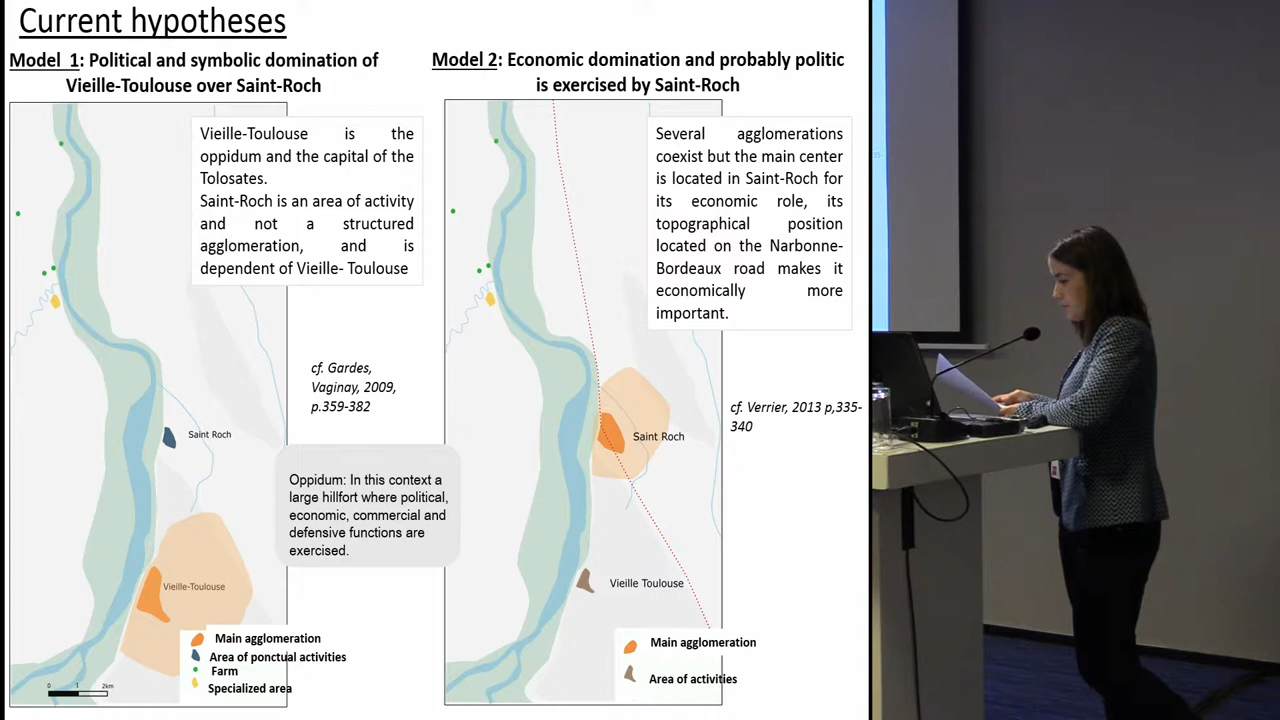 Current hypotheses
Model 1: Political and symbolic domination of
Vieille-Toulouse over Saint-Roch
Vieille-Toulouse is the
oppidum and the capital of the
Tolosates.
Saint-Roch is an area of activity
and not a structured
agglomeration, and is
dependent of Vieille- Toulouse
cf. Gardes,
Vaginay, 2009,
p.359-382
Saint Roch
Oppidum: In this context a
large hillfort where political,
economic, commercial and
defensive functions are
exercised.
Vieille-Toulouse
Main agglomeration
Area of ponctual activities
Farm
Specialized area
0 1 2km
Model 2: Economic domination and probably politic
is exercised by Saint-Roch
Several agglomerations
coexist but the main center
is located in Saint-Roch for
its economic role, its
topographical position
located on the Narbonne-
Bordeaux road makes it
economically more
important.
cf. Verrier, 2013 p,335-
340
Saint Roch
Vieille Toulouse
Main agglomeration
Area of activities